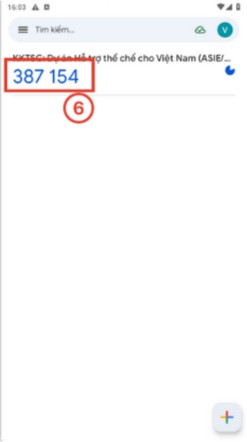 16:03
Tìm kiếm...
V
KKTSC: Dự án Hỗ trợ thể chế cho Việt Nam (ASIE/...
387 154
6